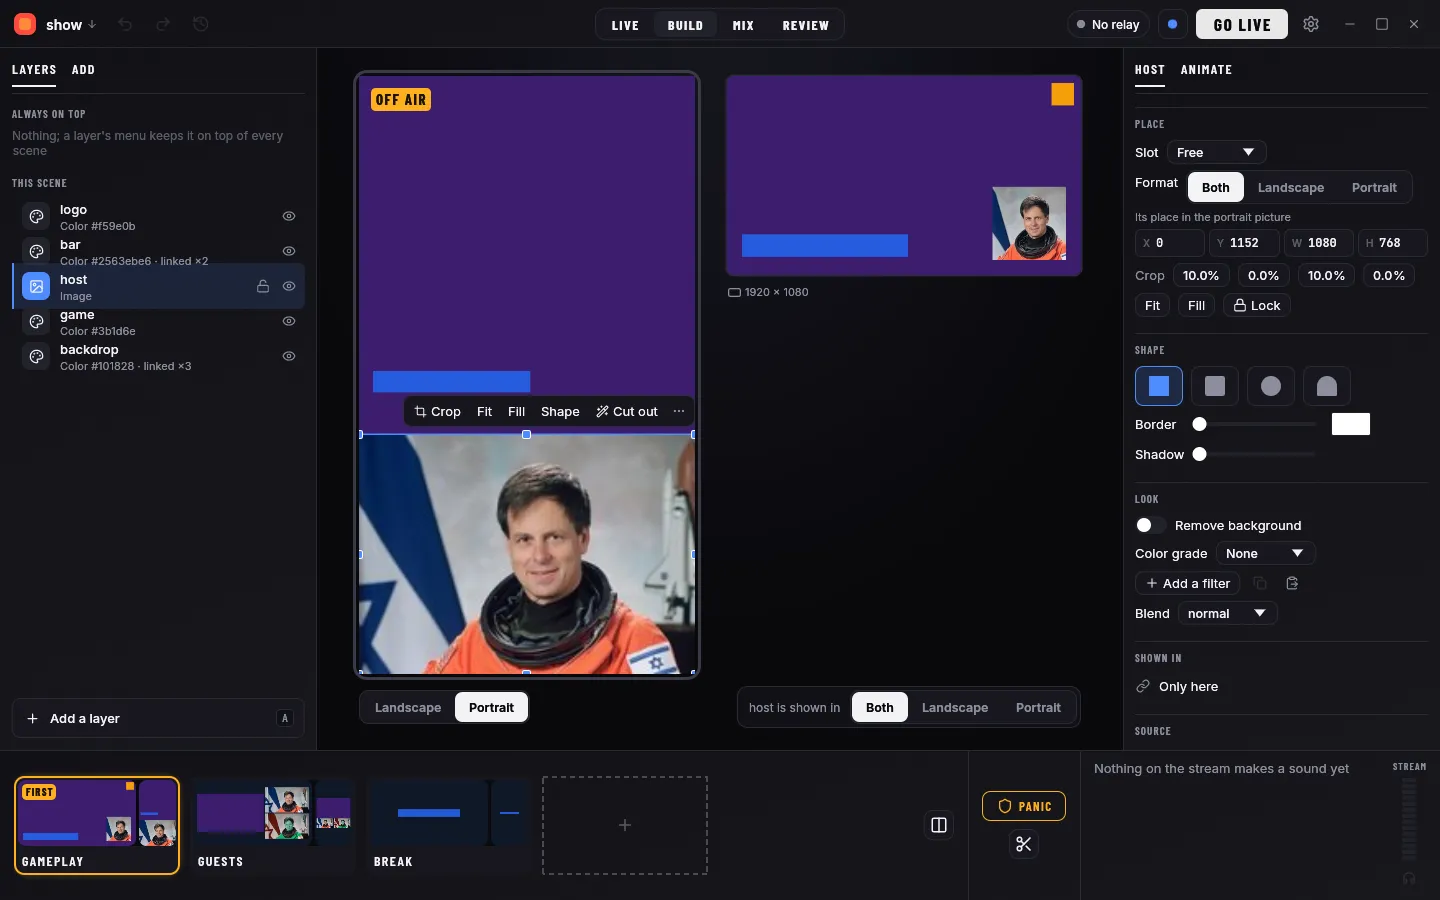 show
LIVE
BUILD
MIX
REVIEW
No relay
GO LIVE
LAYERS
ADD
ALWAYS ON TOP
Nothing; a layer's menu keeps it on top of every
scene
THIS SCENE
logo
Color #f59e0b
bar
Color #2563ebe6 · linked ×2
host
Image
game
Color #3b1d6e
backdrop
Color #101828 · linked ×3
Add a layer
A
OFF AIR
Crop
Fit
Fill
Shape
Cut out
Landscape
Portrait
1920 × 1080
host is shown in
Both
Landscape
Portrait
HOST
ANIMATE
PLACE
Slot
Free
Format
Both
Landscape
Portrait
Its place in the portrait picture
X 0
Y 1152
W 1080
H 768
Crop
10.0%
0.0%
10.0%
0.0%
Fit
Fill
Lock
SHAPE
Border
Shadow
LOOK
Remove background
Color grade
None
Add a filter
Blend
normal
SHOWN IN
Only here
SOURCE
FIRST
GAMEPLAY
GUESTS
BREAK
PANIC
Nothing on the stream makes a sound yet
STREAM